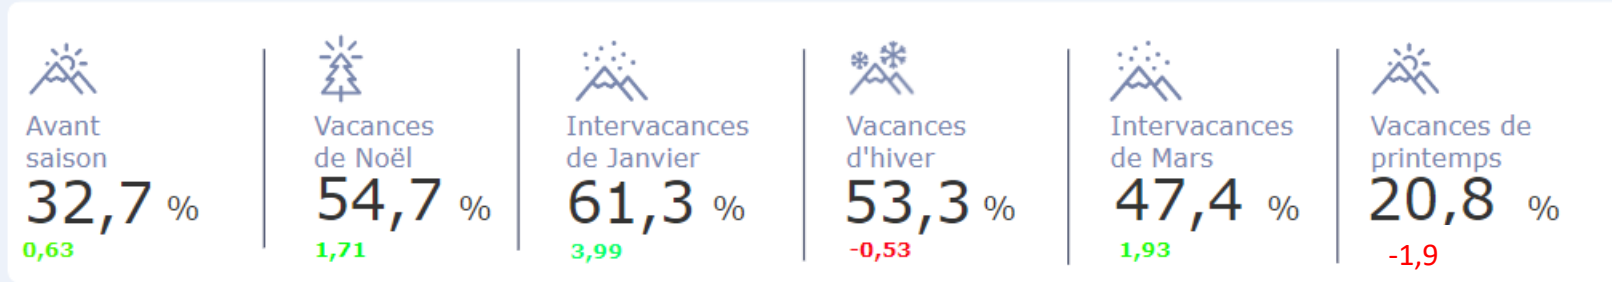 Avant
saison
32,7 %
0,63
Vacances
de Noël
54,7 %
1,71
Intervacances
de Janvier
61,3 %
3,99
Vacances
d'hiver
53,3 %
-0,53
Intervacances
de Mars
47,4 %
1,93
Vacances de
printemps
20,8 %
-1,9